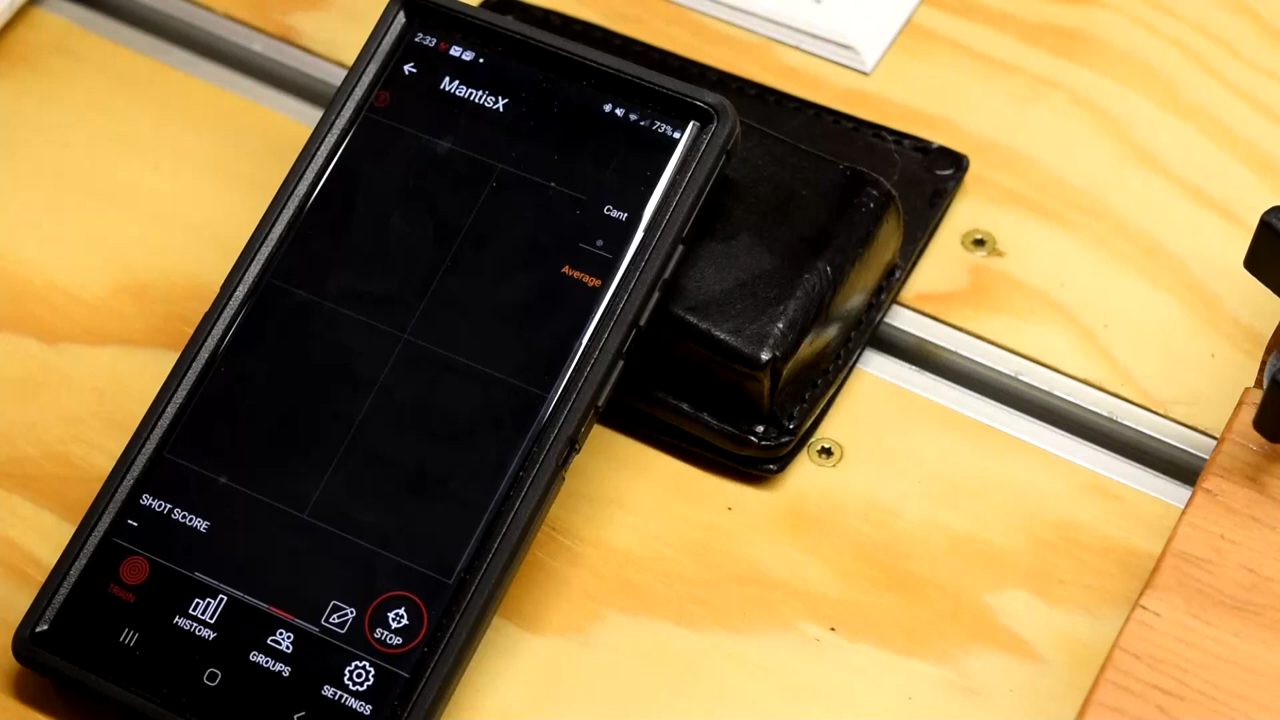 2:33
73%
MantisX
Cant
Average
SHOT SCORE
--
TRAIN
HISTORY
GROUPS
STOP
SETTINGS